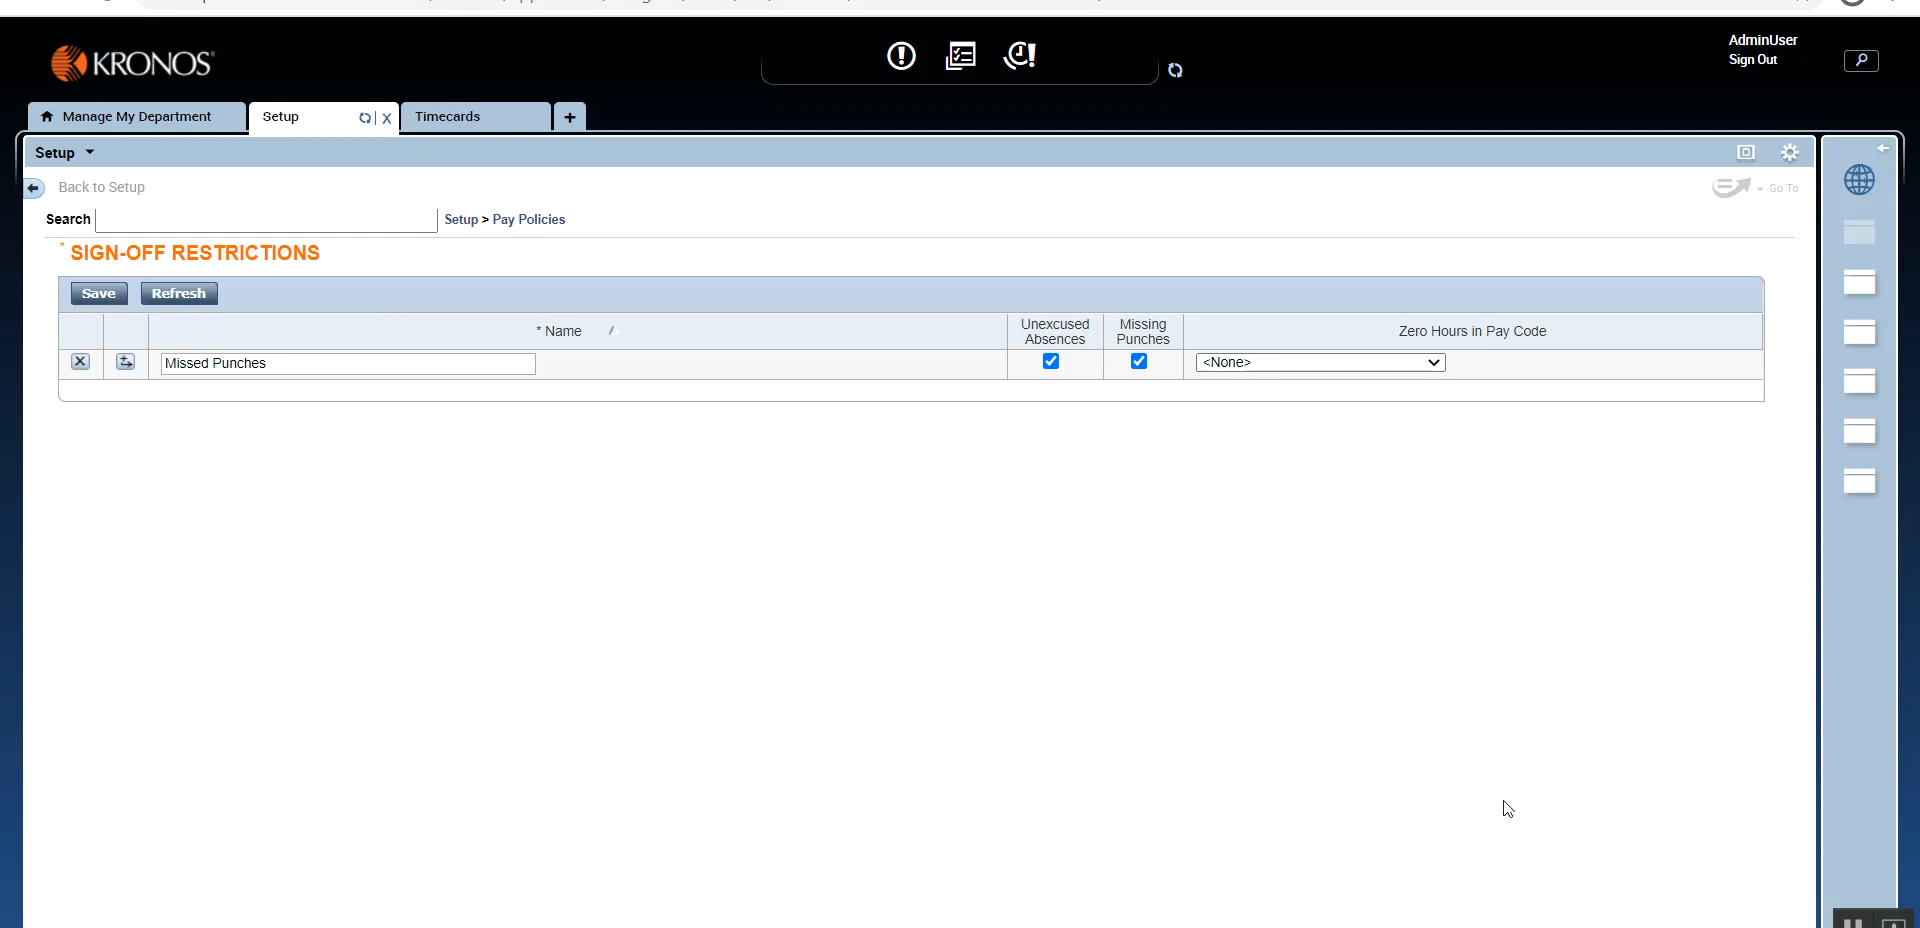 KRONOS
AdminUser
Sign Out
Manage My Department
Setup
X
Timecards
+
Setup
Back to Setup
Go To
Search
Setup > Pay Policies
* SIGN-OFF RESTRICTIONS
Save
Refresh
* Name
Unexcused Absences
Missing Punches
Zero Hours in Pay Code
Missed Punches
<None>